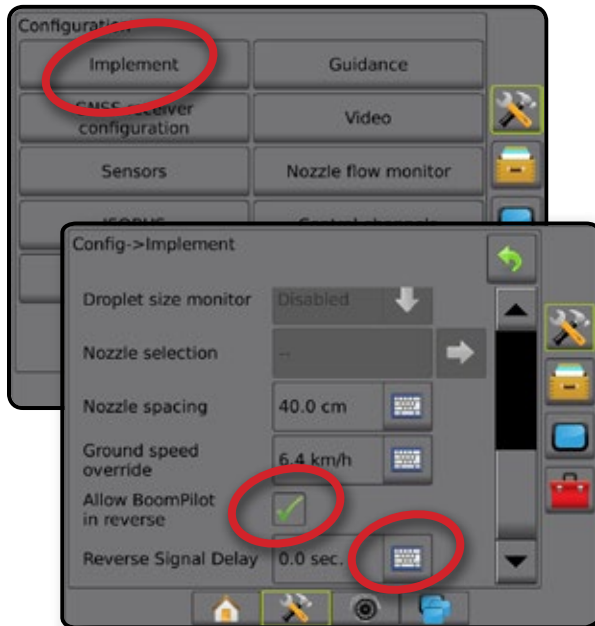 Configuration
Implement
Guidance
GNSS receiver
configuration
Video
Sensors
Nozzle flow monitor
Config->Implement
Droplet size monitor
Disabled
Nozzle selection
--
Nozzle spacing
40.0 cm
Ground speed
override
6.4 km/h
Allow BoomPilot
in reverse
Reverse Signal Delay
0.0 sec.